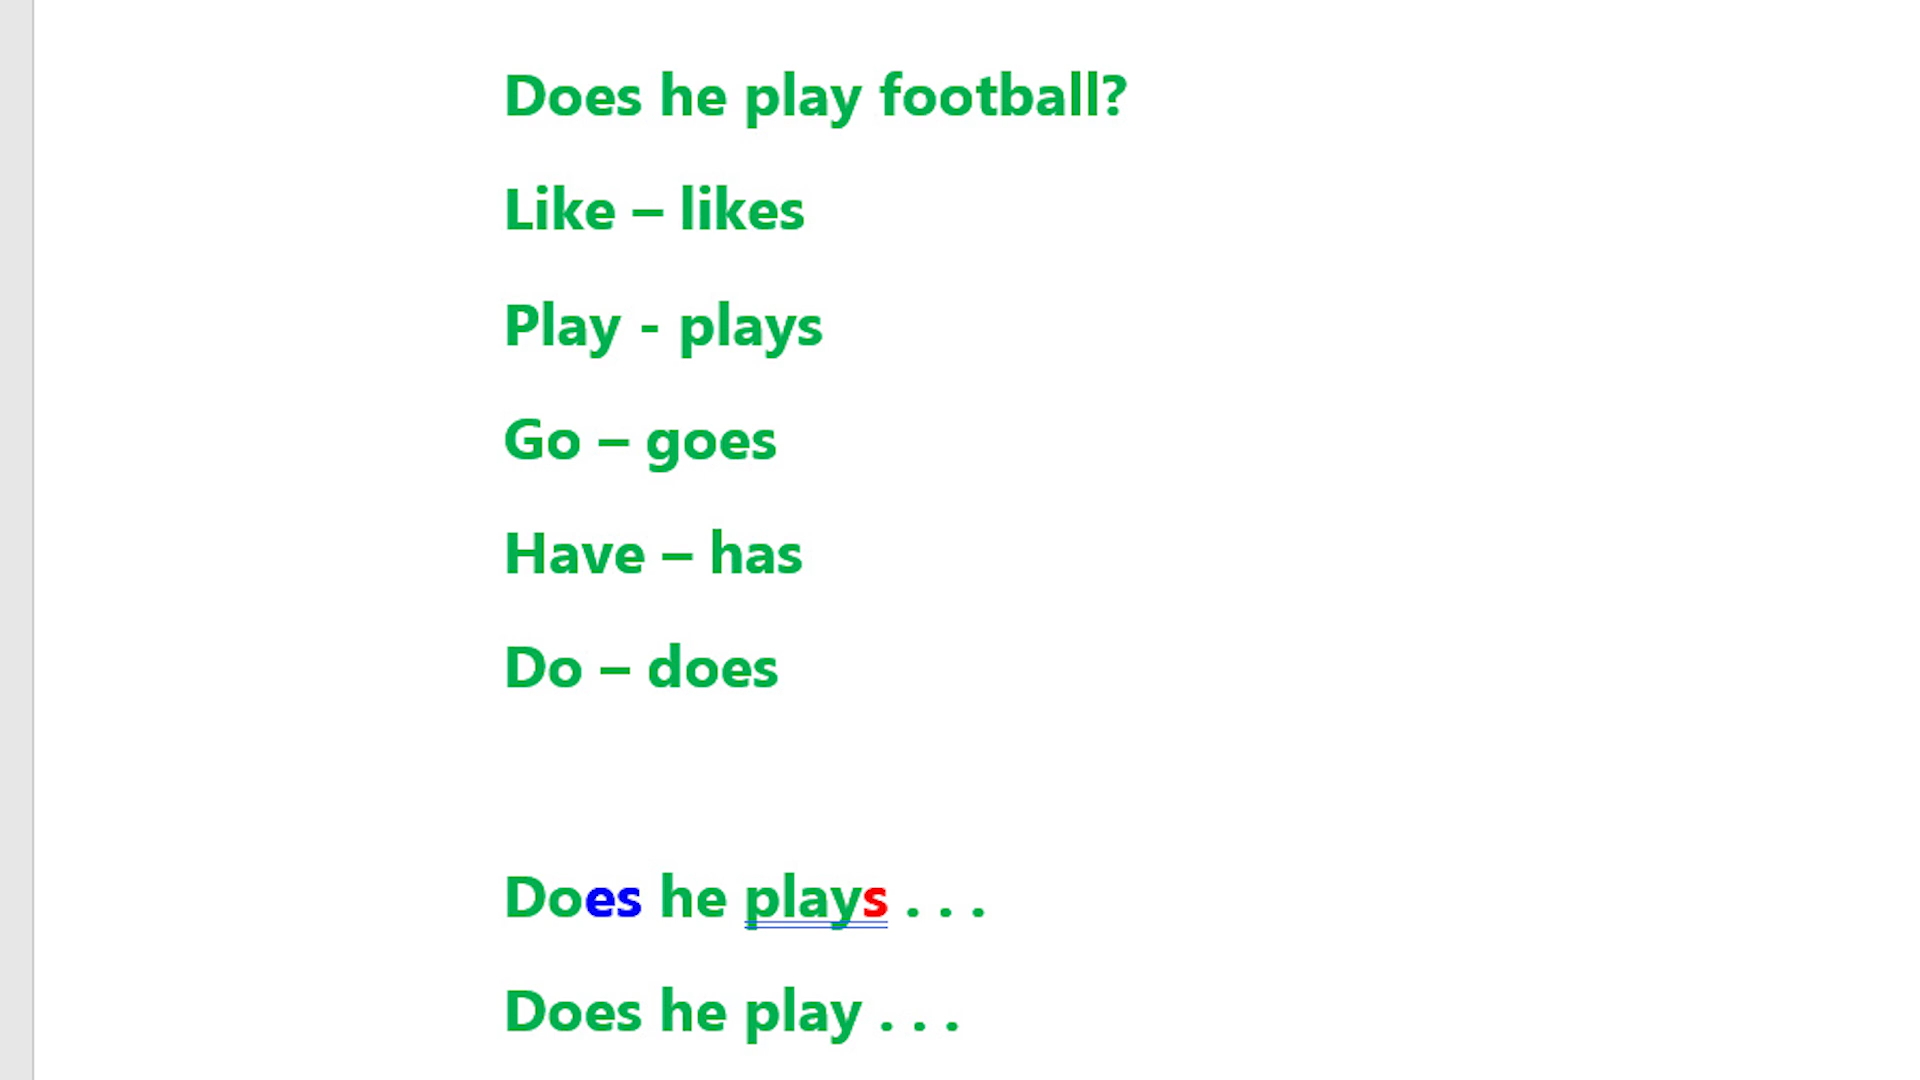 Does he play football?
Like – likes
Play - plays
Go – goes
Have – has
Do – does
Does he plays . . .
Does he play . . .